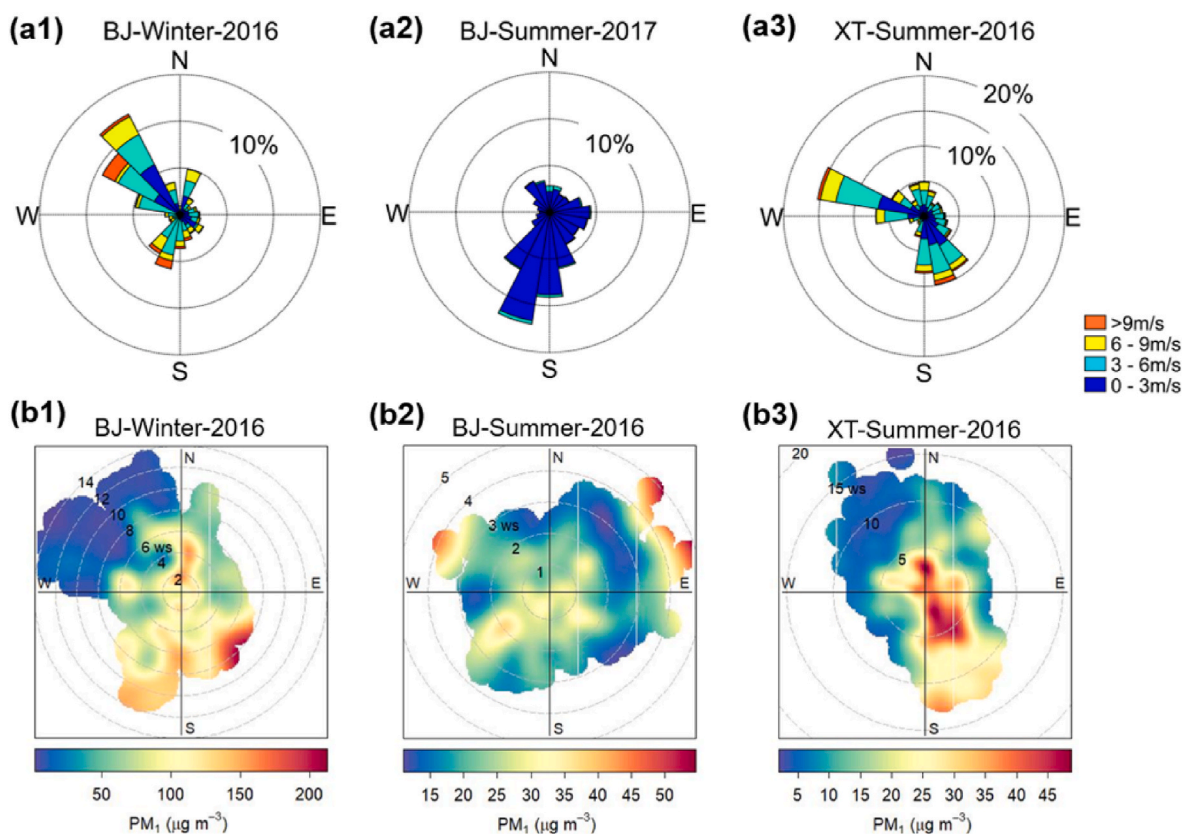 (a1) BJ-Winter-2016
N
10%
W
E
S
(a2) BJ-Summer-2017
N
10%
W
E
S
(a3) XT-Summer-2016
N
20%
10%
W
E
S
>9m/s
6 - 9m/s
3 - 6m/s
0 - 3m/s
(b1) BJ-Winter-2016
N
14
12
10
8
6 ws
4
2
W
E
S
50 100 150 200
PM₁ (μg m⁻³)
(b2) BJ-Summer-2016
N
5
4
3 ws
2
1
W
E
S
15 20 25 30 35 40 45 50
PM₁ (μg m⁻³)
(b3) XT-Summer-2016
20
N
15 ws
10
5
W
E
S
5 10 15 20 25 30 35 40 45
PM₁ (μg m⁻³)